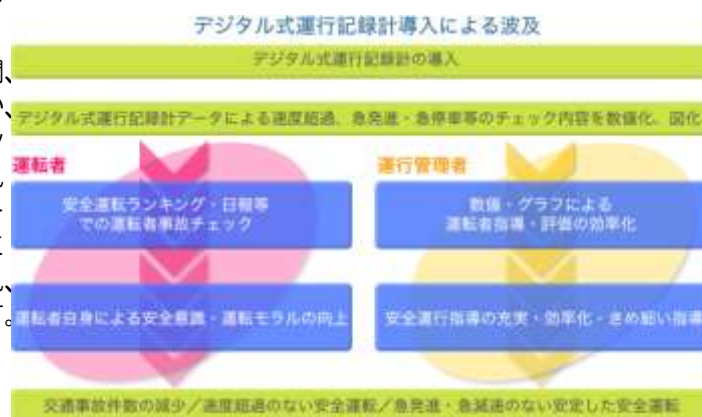 デジタル式運行記録計導入による波及
デジタル式運行記録計の導入
デジタル式運行記録計データによる速度超過、急発進・急停車等のチェック内容を数値化、図化
運転者
運行管理者
安全運転ランキング・日報等
での運転者事故チェック
数値・グラフによる
運転者指導・評価の効率化
運転者自身による安全意識・運転モラルの向上
安全運行指導の充実・効率化・きめ細い指導
交通事故件数の減少/速度超過のない安全運転/急発進・急減速のない安定した安全運転